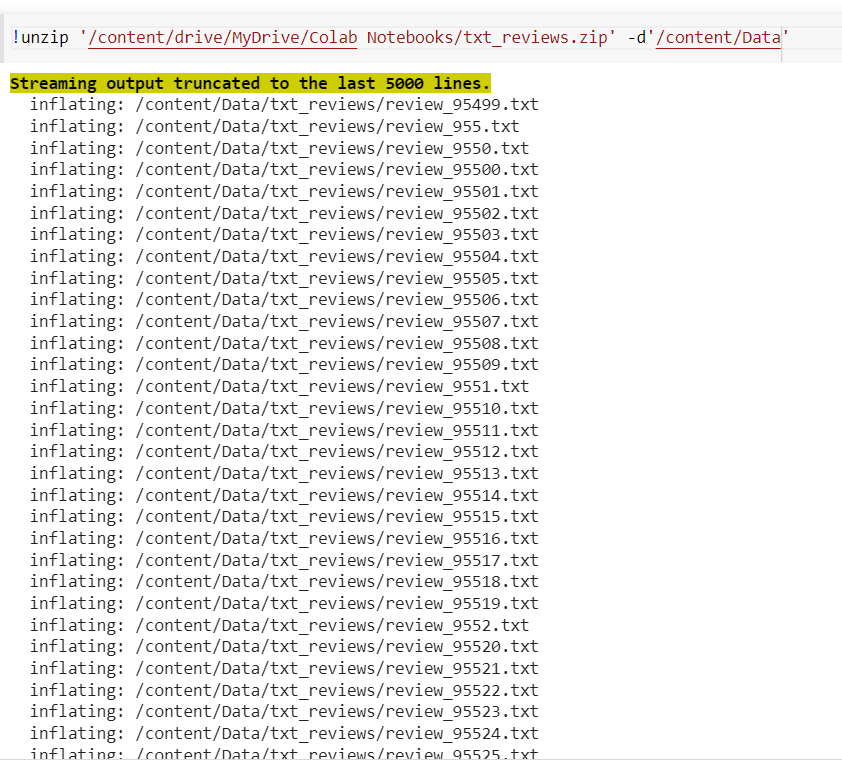 !unzip '/content/drive/MyDrive/Colab Notebooks/txt_reviews.zip' -d'/content/Data'
Streaming output truncated to the last 5000 lines.
inflating: /content/Data/txt_reviews/review_95499.txt
inflating: /content/Data/txt_reviews/review_955.txt
inflating: /content/Data/txt_reviews/review_9550.txt
inflating: /content/Data/txt_reviews/review_95500.txt
inflating: /content/Data/txt_reviews/review_95501.txt
inflating: /content/Data/txt_reviews/review_95502.txt
inflating: /content/Data/txt_reviews/review_95503.txt
inflating: /content/Data/txt_reviews/review_95504.txt
inflating: /content/Data/txt_reviews/review_95505.txt
inflating: /content/Data/txt_reviews/review_95506.txt
inflating: /content/Data/txt_reviews/review_95507.txt
inflating: /content/Data/txt_reviews/review_95508.txt
inflating: /content/Data/txt_reviews/review_95509.txt
inflating: /content/Data/txt_reviews/review_9551.txt
inflating: /content/Data/txt_reviews/review_95510.txt
inflating: /content/Data/txt_reviews/review_95511.txt
inflating: /content/Data/txt_reviews/review_95512.txt
inflating: /content/Data/txt_reviews/review_95513.txt
inflating: /content/Data/txt_reviews/review_95514.txt
inflating: /content/Data/txt_reviews/review_95515.txt
inflating: /content/Data/txt_reviews/review_95516.txt
inflating: /content/Data/txt_reviews/review_95517.txt
inflating: /content/Data/txt_reviews/review_95518.txt
inflating: /content/Data/txt_reviews/review_95519.txt
inflating: /content/Data/txt_reviews/review_9552.txt
inflating: /content/Data/txt_reviews/review_95520.txt
inflating: /content/Data/txt_reviews/review_95521.txt
inflating: /content/Data/txt_reviews/review_95522.txt
inflating: /content/Data/txt_reviews/review_95523.txt
inflating: /content/Data/txt_reviews/review_95524.txt
inflating: /content/Data/txt_reviews/review_95525.txt